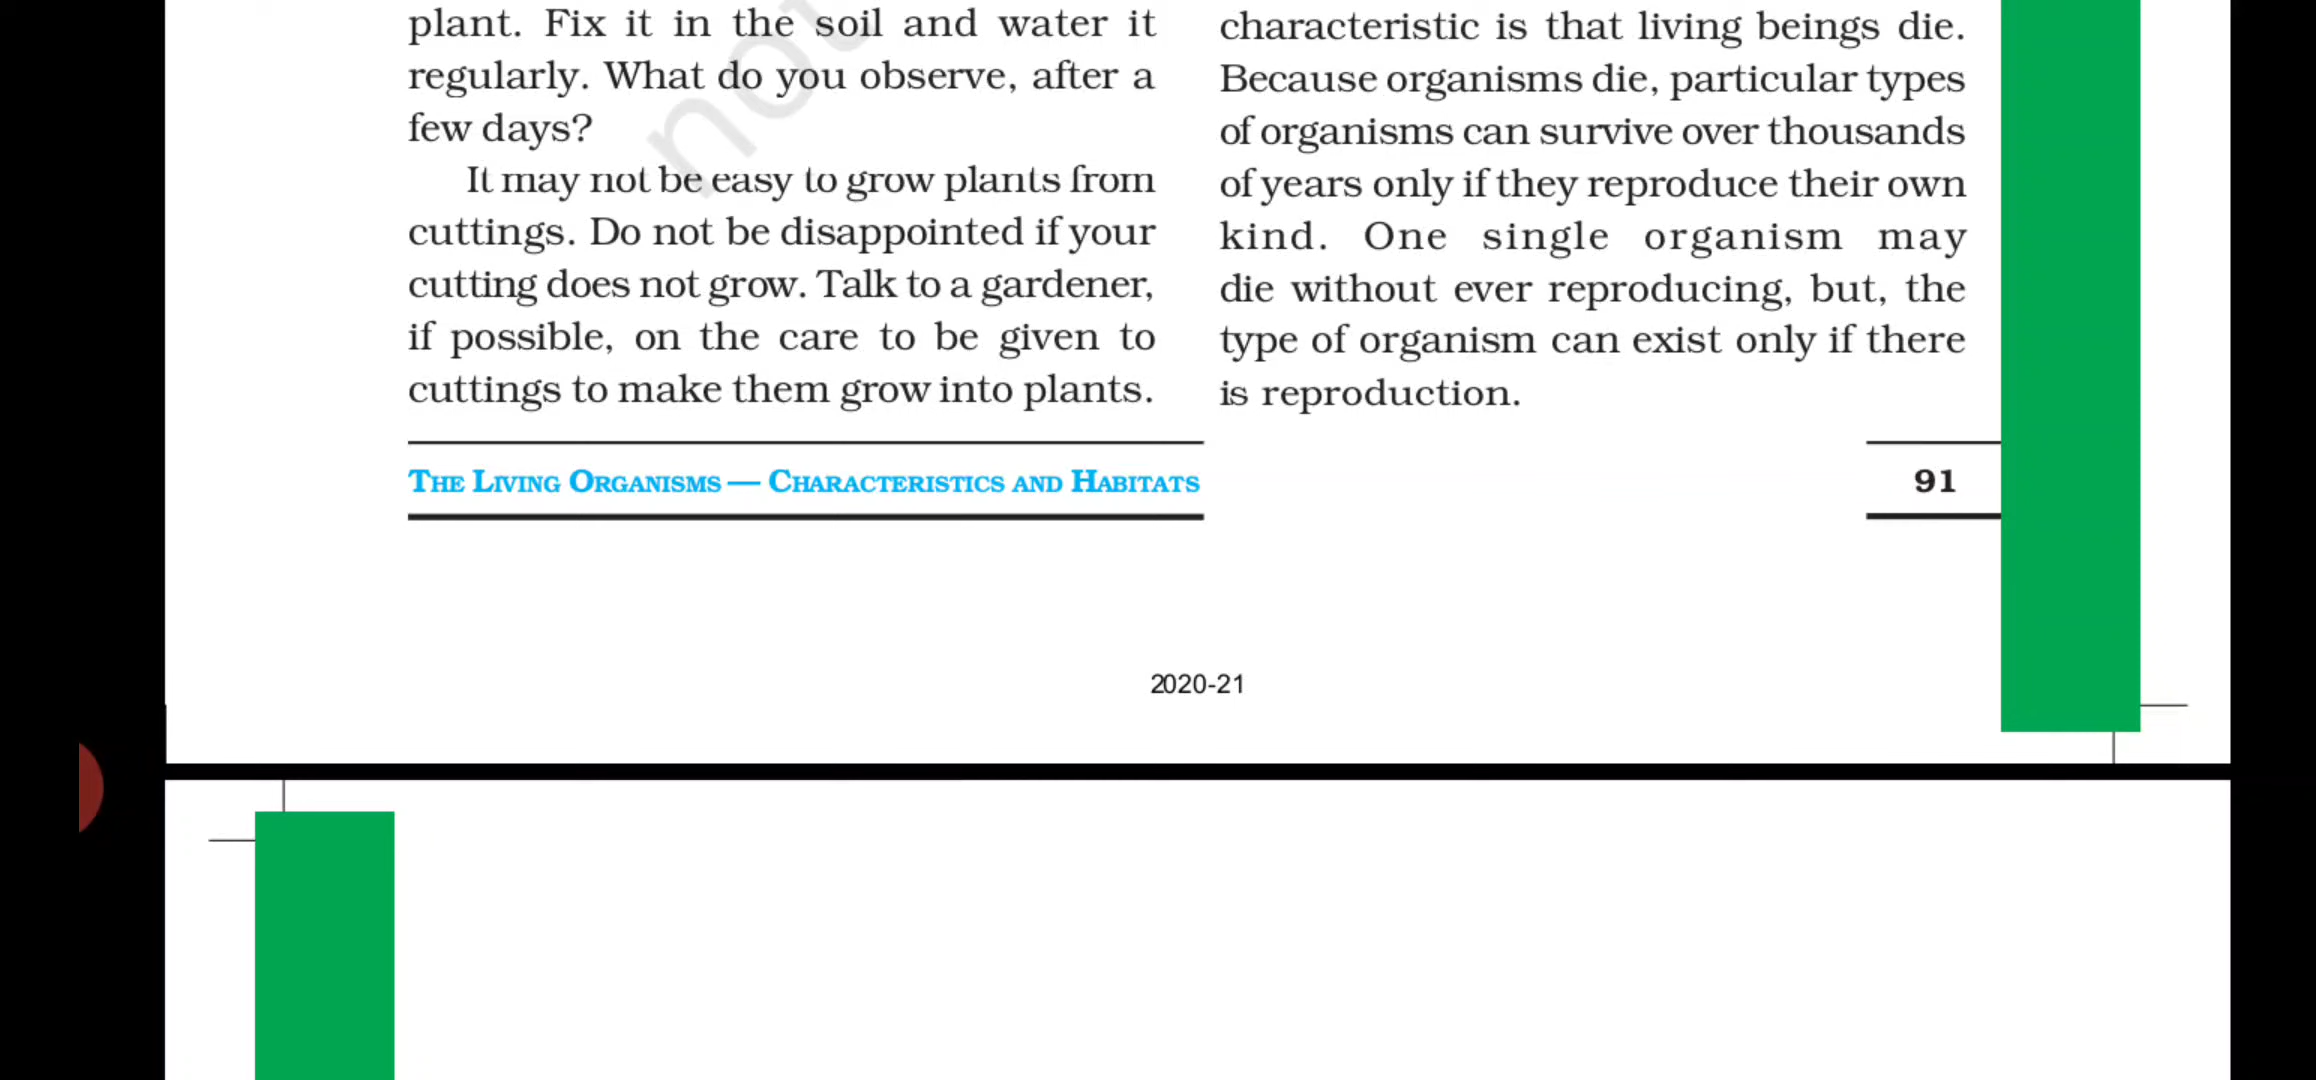 plant. Fix it in the soil and water it
regularly. What do you observe, after a
few days?
It may not be easy to grow plants from
cuttings. Do not be disappointed if your
cutting does not grow. Talk to a gardener,
if possible, on the care to be given to
cuttings to make them grow into plants.
characteristic is that living beings die.
Because organisms die, particular types
of organisms can survive over thousands
of years only if they reproduce their own
kind. One single organism may
die without ever reproducing, but, the
type of organism can exist only if there
is reproduction.
THE LIVING ORGANISMS — CHARACTERISTICS AND HABITATS
91
2020-21
not